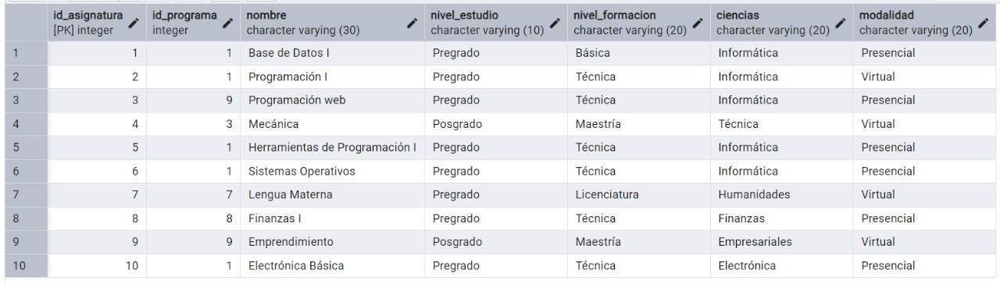 id_asignatura id_programa nombre nivel_estudio nivel_formacion ciencias modalidad
[PK] integer integer character varying (30) character varying (10) character varying (20) character varying (20) character varying (20)
1 1 1 Base de Datos I Pregrado Básica Informática Presencial
2 2 1 Programación I Pregrado Técnica Informática Virtual
3 3 9 Programación web Pregrado Técnica Informática Presencial
4 4 3 Mecánica Posgrado Maestría Técnica Virtual
5 5 1 Herramientas de Programación I Pregrado Técnica Informática Presencial
6 6 1 Sistemas Operativos Pregrado Técnica Informática Presencial
7 7 7 Lengua Materna Pregrado Licenciatura Humanidades Virtual
8 8 8 Finanzas I Pregrado Técnica Finanzas Presencial
9 9 9 Emprendimiento Posgrado Maestría Empresariales Virtual
10 10 1 Electrónica Básica Pregrado Técnica Electrónica Presencial